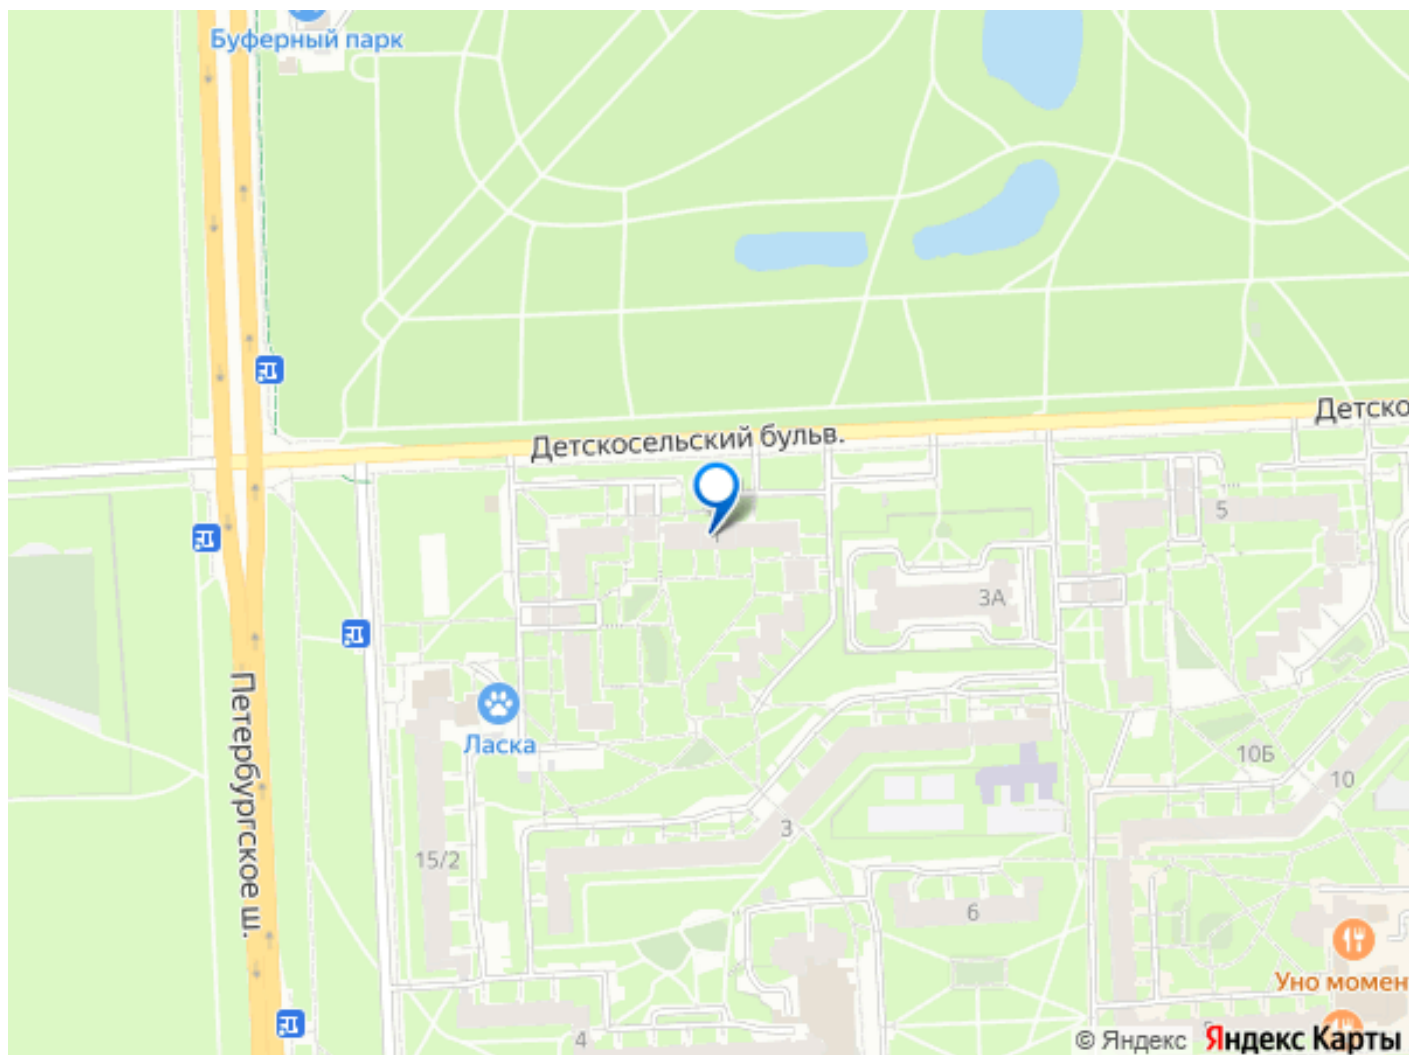 Буферный парк
Детско
Детскосельский бульв.
5
3А
Петербургское ш.
Ласка
10Б
10
3
15/2
6
Уно момен
4
© Яндекс
Яндекс Карты